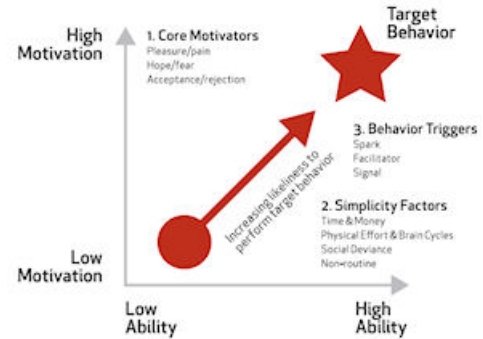 Target
Behavior
High
Motivation
1. Core Motivators
Pleasure/pain
Hope/fear
Acceptance/rejection
3. Behavior Triggers
Spark
Facilitator
Signal
Increasing likeliness to
perform target behavior
2. Simplicity Factors
Time & Money
Physical Effort & Brain Cycles
Social Deviance
Non-routine
Low
Motivation
Low
Ability
High
Ability